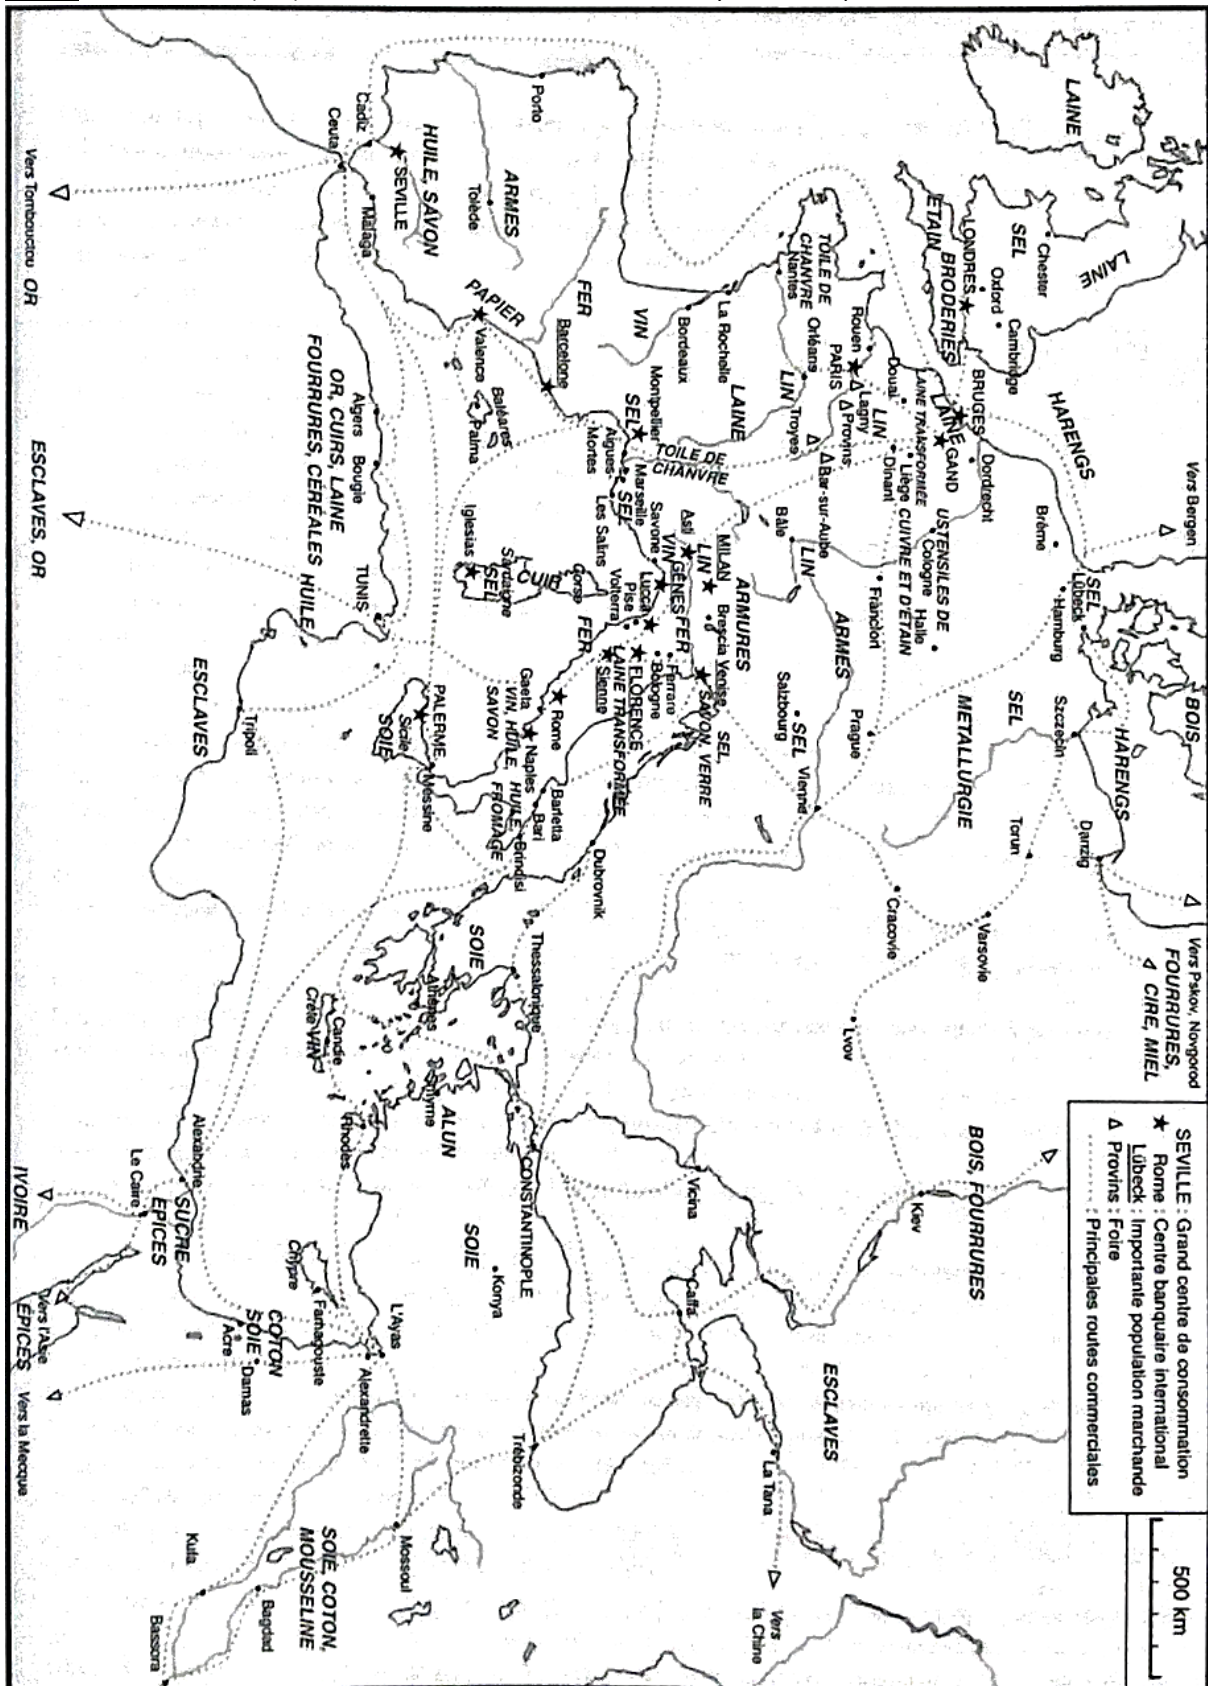 SEVILLE : Grand centre de consommation
★ Rome : Centre banquaire international
Lübeck : Importante population marchande
Δ Provins : Foire
: Principales routes commerciales
500 km
LAINE
LAINE
Chester
SEL
Oxford
Cambridge
LONDRES
ETAIN
BRODERIES
HARENGS
Vers Bergen
BOIS
HARENGS
Vers Pskov, Novgorod
FOURRURES,
CIRE, MIEL
Brême
SEL
Lübeck
Hamburg
Szczecin
Danzig
Torun
Varsovie
BOIS, FOURRURES
BRUGES
Dordrecht
LAINE
GAND
Douai
LAINE TRANSFORMÉE
Liège
Dinant
USTENSILES DE
CUIVRE ET D'ÉTAIN
Cologne
Halle
SEL
METALLURGIE
Cracovie
Lvov
Kiev
Rouen
PARIS
Lagny
Provins
LIN
TOILE DE
CHANVRE
Nantes
Orléans
LIN
Troyes
Bar-sur-Aube
Bâle
LIN
Francfort
ARMES
Prague
Salzbourg
SEL
Vienne
ESCLAVES
La Tana
Vers
la Chine
La Rochelle
Bordeaux
VIN
LAINE
Montpellier
SEL
TOILE DE
CHANVRE
Aigues
Mortes
Marseille
SEL
Les Salins
Savone
Asti
VIN
LIN
MILAN
GÊNES
FER
ARMURES
Brescia
Venise
SAVON, VERRE
SEL,
Ferrare
Bologne
FLORENCE
Lucca
Pise
Volterra
Sienne
LAINE TRANSFORMÉE
FER
Dubrovnik
Vicina
Caffa
Porto
ARMES
Tolède
FER
Barcelone
PAPIER
Valence
HUILE, SAVON
SEVILLE
Cadiz
Ceuta
Malaga
Baléares
Palma
Corse
CUIR
Sardaigne
SEL
Iglesias
Rome
Gaeta
Naples
VIN, HUILE,
SAVON
Barletta
Bari
Brindisi
HUILE,
FROMAGE
PALERME
Sicile
SOIE
Messine
SOIE
Thessalonique
Athènes
CONSTANTINOPLE
Trébizonde
Smyrne
ALUN
SOIE
Konya
Candie
Crète
VIN
Rhodes
Chypre
Famagouste
L'Ayas
Alexandrette
COTON
SOIE
Damas
Acre
Mossoul
SOIE, COTON,
MOUSSELINE
Bagdad
Kufa
Bassora
Alger
Bougie
OR, CUIRS, LAINE
FOURRURES, CÉRÉALES
HUILE
TUNIS
ESCLAVES
Tripoli
Alexandrie
Le Caire
SUCRE
EPICES
Vers Tombouctou
OR
ESCLAVES, OR
IVOIRE
Vers l'Asie
EPICES
Vers la Mecque